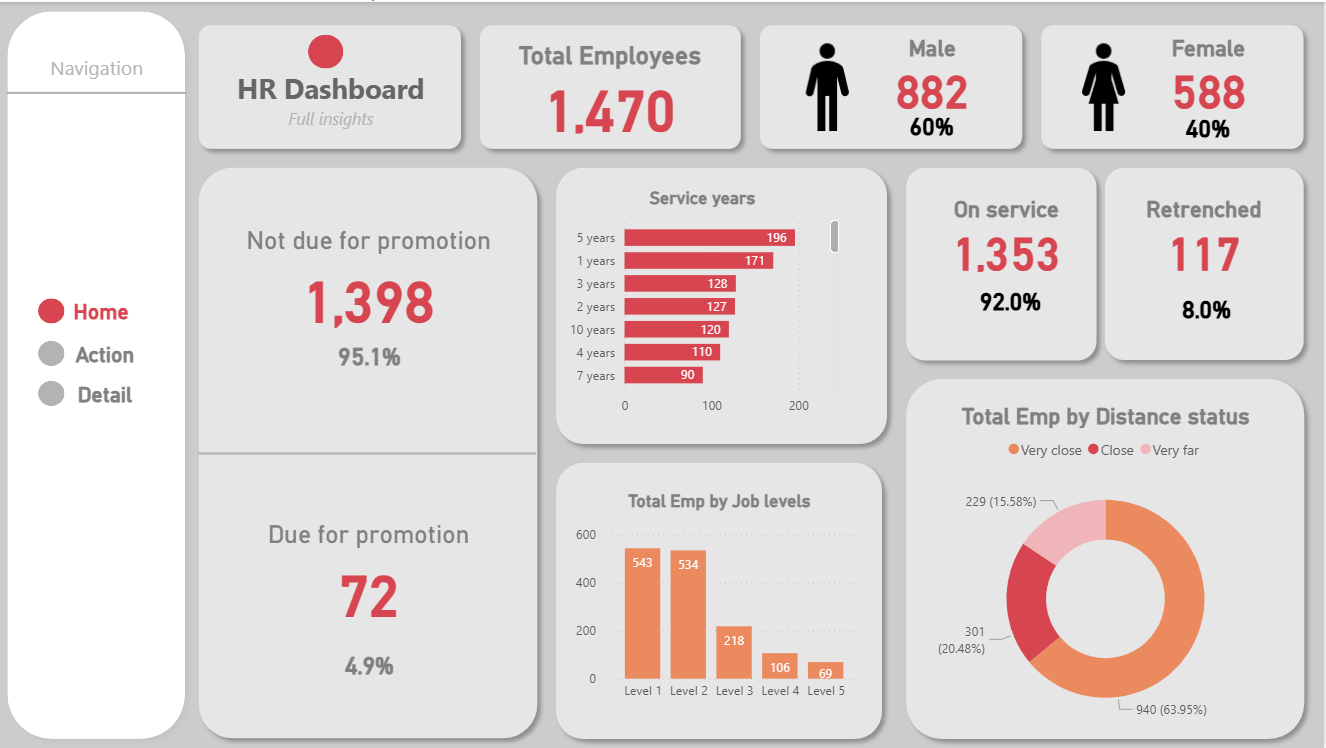 Navigation
Home
Action
Detail
HR Dashboard
Full insights
Total Employees
1,470
Male
882
60%
Female
588
40%
Not due for promotion
1,398
95.1%
Due for promotion
72
4.9%
Service years
5 years 196
1 years 171
3 years 128
2 years 127
10 years 120
4 years 110
7 years 90
0 100 200
On service
1,353
92.0%
Retrenched
117
8.0%
Total Emp by Job levels
600
400
200
0
543 534 218 106 69
Level 1 Level 2 Level 3 Level 4 Level 5
Total Emp by Distance status
Very close Close Very far
229 (15.58%)
301
(20.48%)
940 (63.95%)